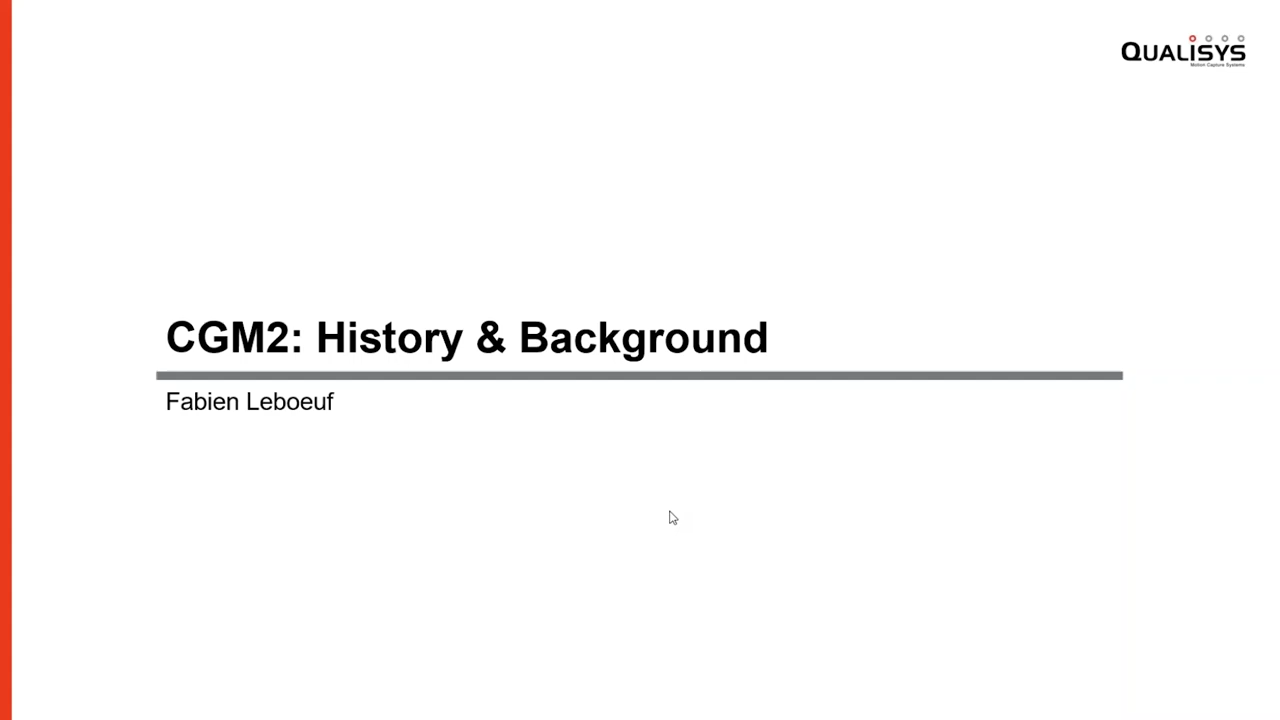 QUALISYS
Motion Capture Systems
CGM2: History & Background
Fabien Leboeuf